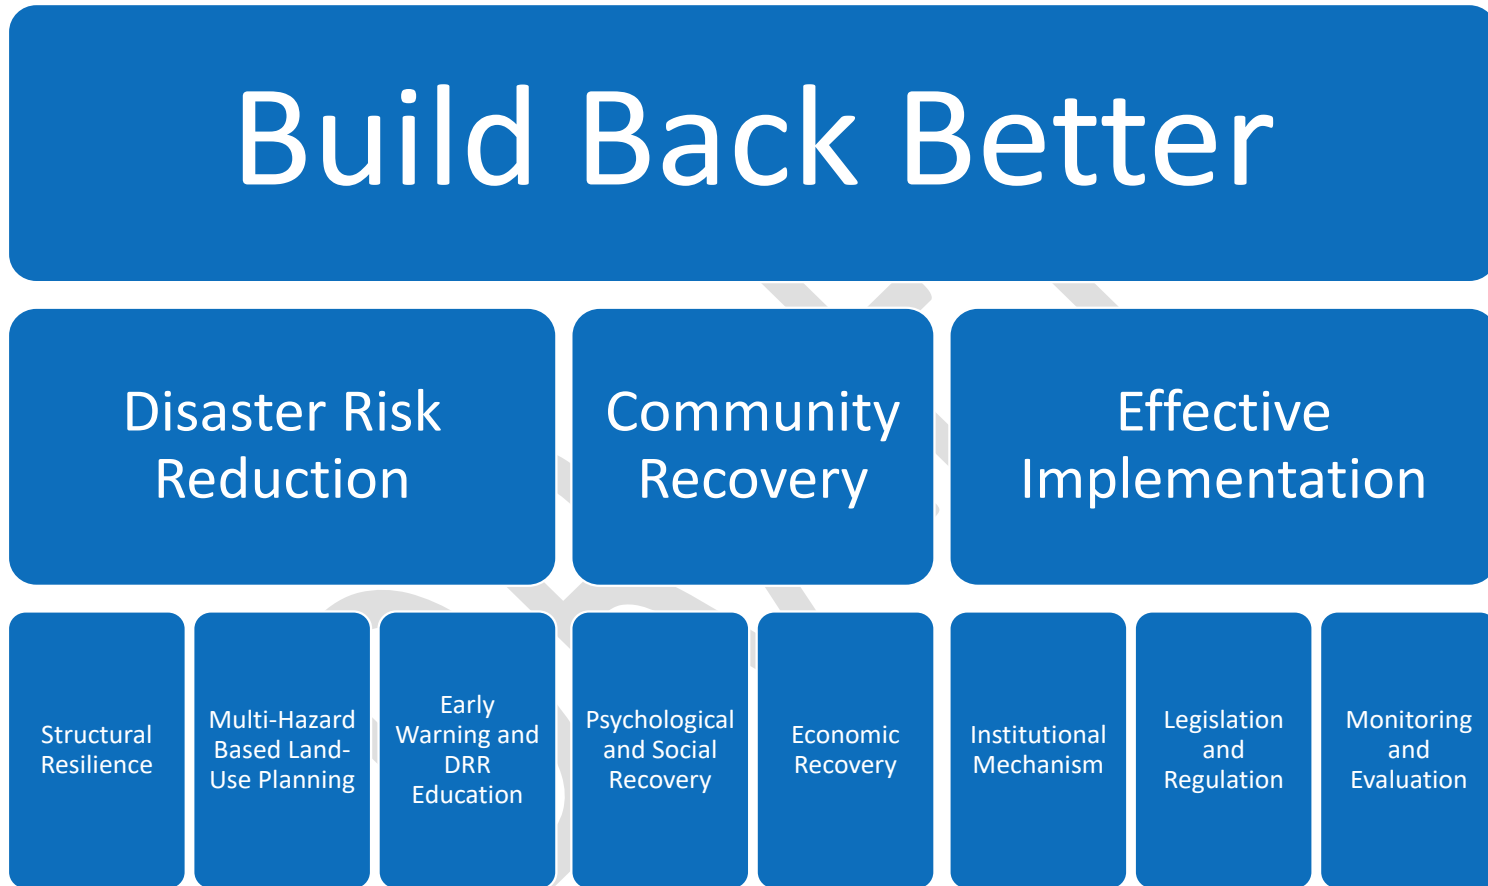 Build Back Better
Disaster Risk
Reduction
Community
Recovery
Effective
Implementation
Structural
Resilience
Multi-Hazard
Based Land-
Use Planning
Early
Warning and
DRR
Education
Psychological
and Social
Recovery
Economic
Recovery
Institutional
Mechanism
Legislation
and
Regulation
Monitoring
and
Evaluation